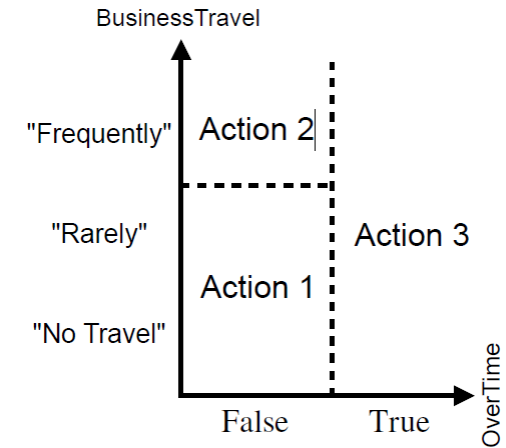 BusinessTravel
"Frequently"
Action 2
"Rarely"
Action 3
Action 1
"No Travel"
OverTime
False
True